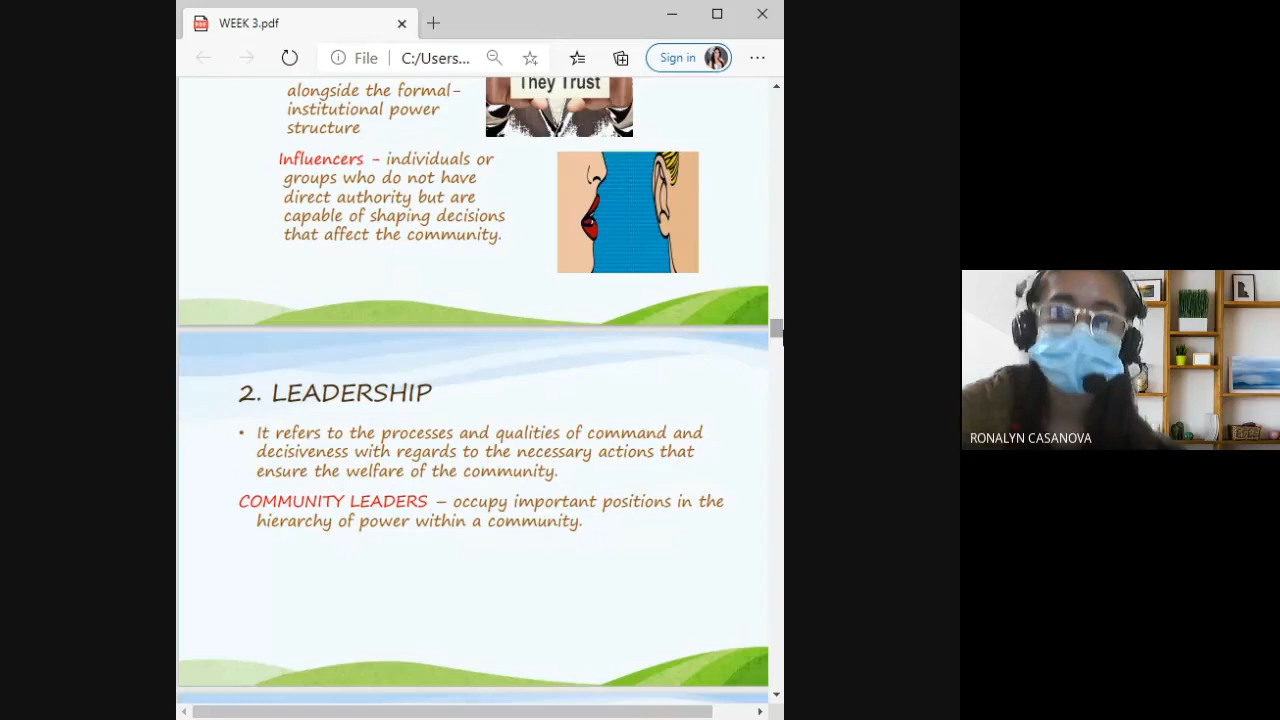 WEEK 3.pdf
File
C:/Users...
Sign in
alongside the formal-
institutional power
structure
They Trust
Influencers - individuals or
groups who do not have
direct authority but are
capable of shaping decisions
that affect the community.
2. LEADERSHIP
• It refers to the processes and qualities of command and
decisiveness with regards to the necessary actions that
ensure the welfare of the community.
COMMUNITY LEADERS – occupy important positions in the
hierarchy of power within a community.
RONALYN CASANOVA